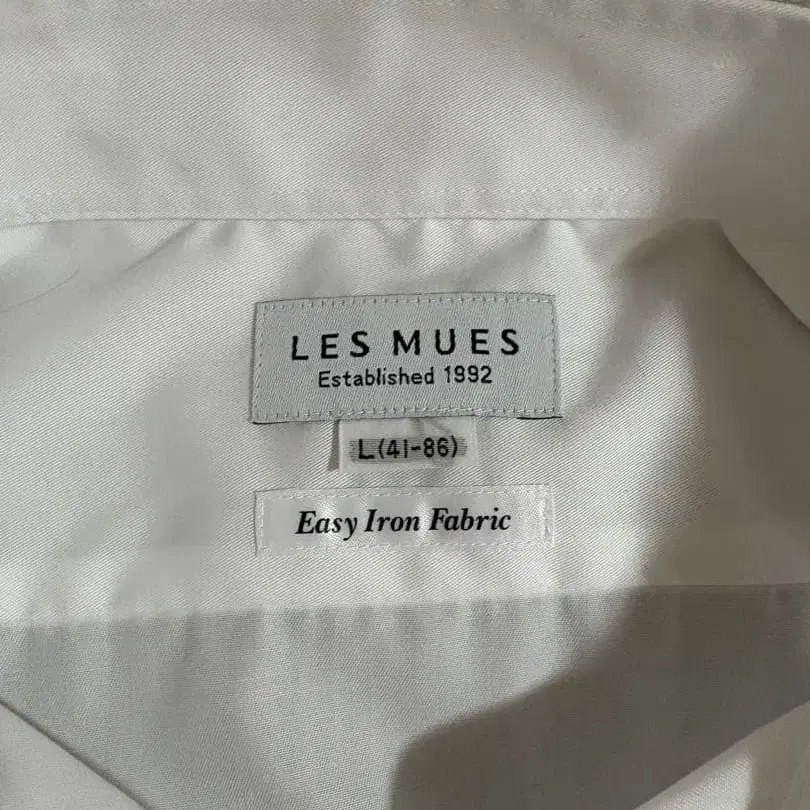 LES MUES
Established 1992
L(41-86)
Easy Iron Fabric